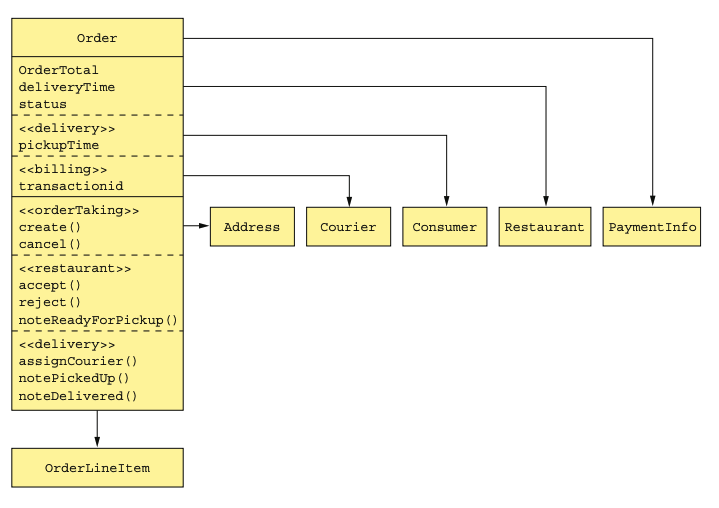 Order
OrderTotal
deliveryTime
status
<<delivery>>
pickupTime
<<billing>>
transactionid
<<orderTaking>>
create()
cancel()
<<restaurant>>
accept()
reject()
noteReadyForPickup()
<<delivery>>
assignCourier()
notePickedUp()
noteDelivered()
Address
Courier
Consumer
Restaurant
PaymentInfo
OrderLineItem